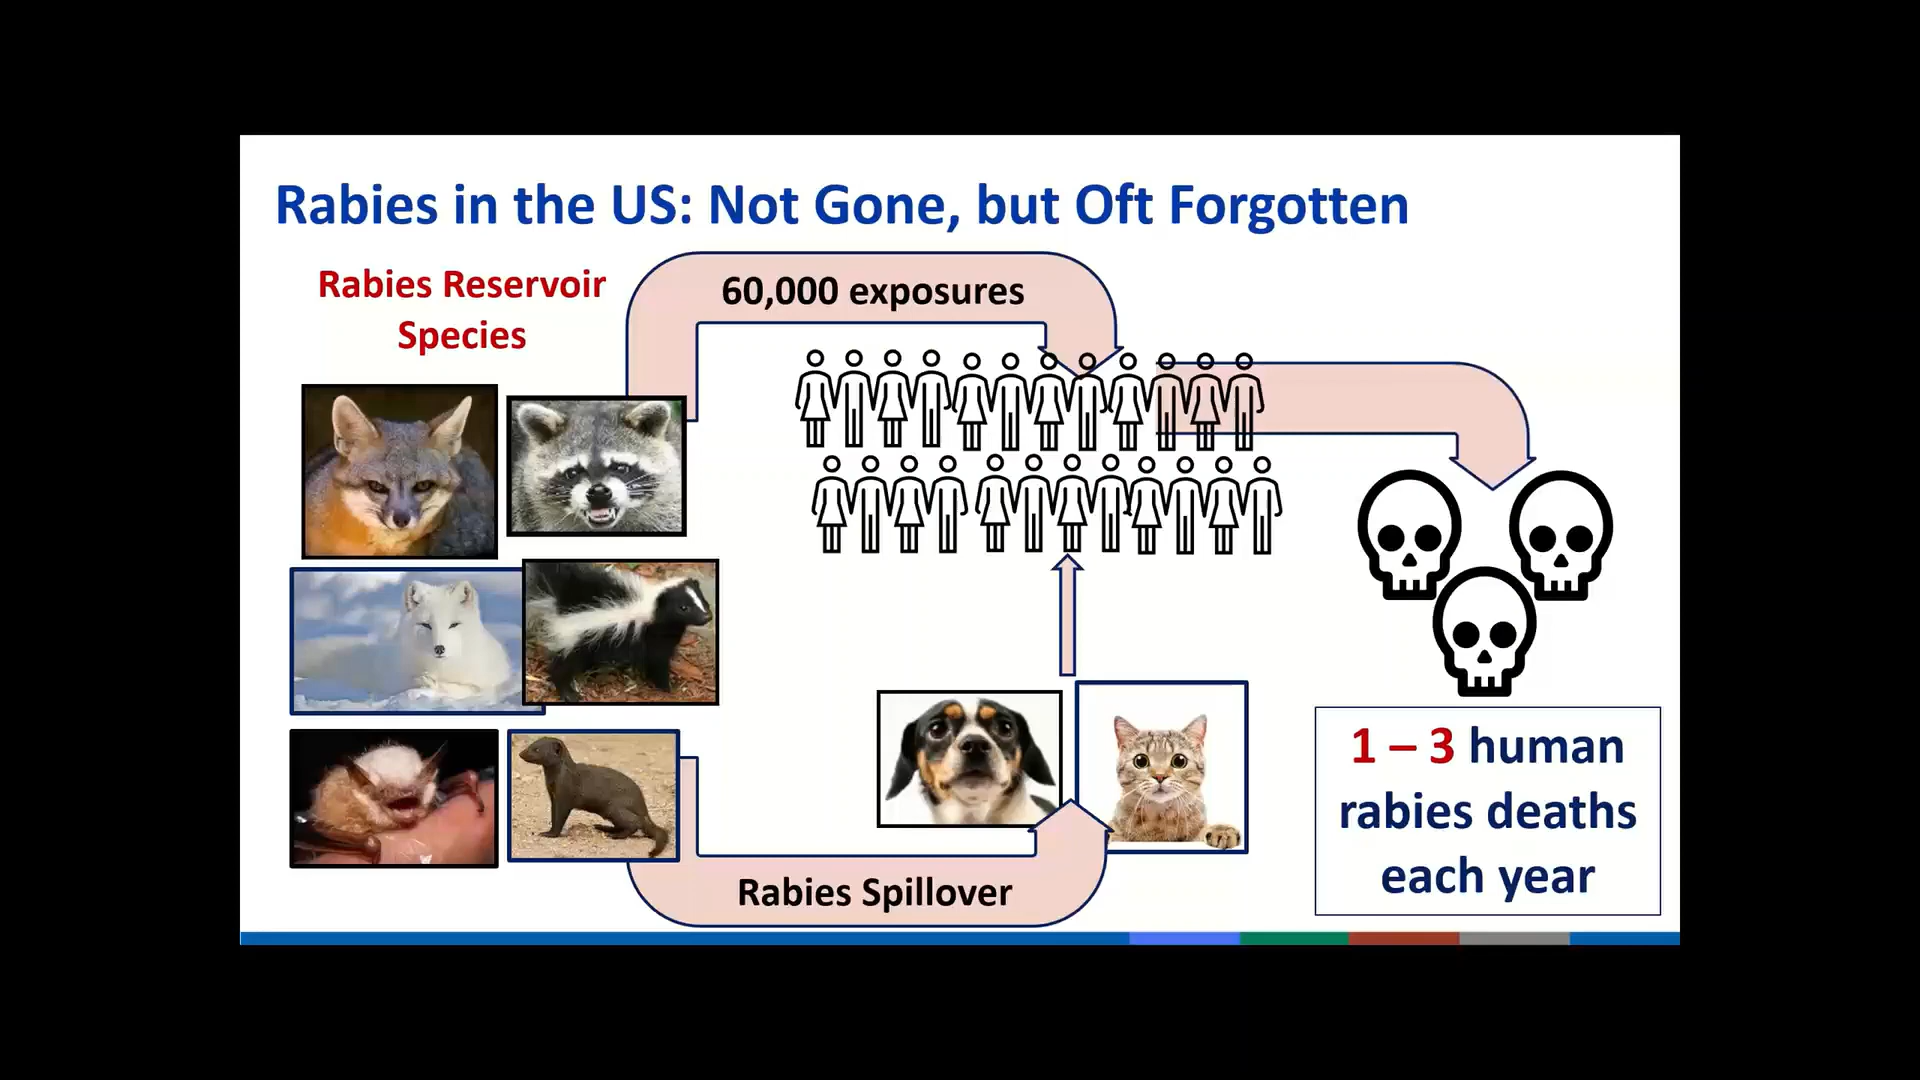 Rabies in the US: Not Gone, but Oft Forgotten
Rabies Reservoir
Species
60,000 exposures
Rabies Spillover
1 – 3 human
rabies deaths
each year